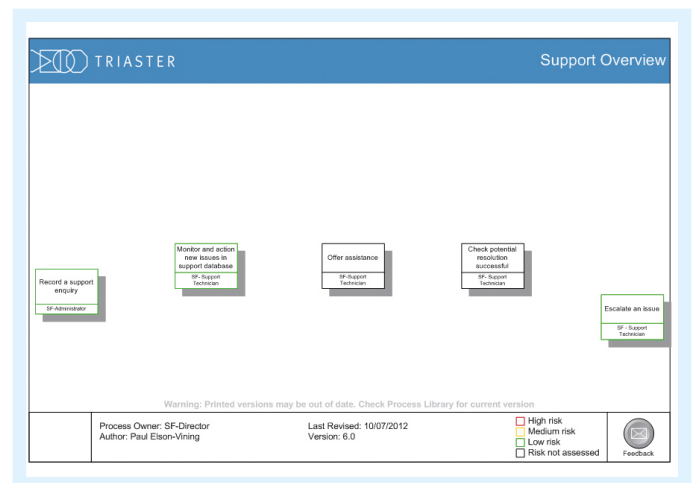 TRIASTER
Support Overview
Record a support
enquiry
SF-Administrator
Monitor and action
new issues in
support database
SF- Support
Technician
Offer assistance
SF-Support
Technician
Check potential
resolution
successful
SF- Support
Technician
Escalate an issue
SF - Support
Technician
Warning: Printed versions may be out of date. Check Process Library for current version
Process Owner: SF-Director
Author: Paul Elson-Vining
Last Revised: 10/07/2012
Version: 6.0
High risk
Medium risk
Low risk
Risk not assessed
Feedback